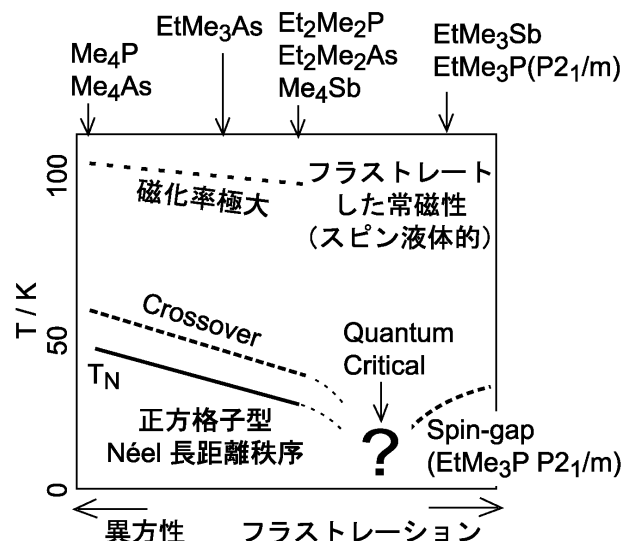 Me4P
Me4As
EtMe3As
Et2Me2P
Et2Me2As
Me4Sb
EtMe3Sb
EtMe3P(P21/m)
100
磁化率極大
フラストレート
した常磁性
(スピン液体的)
T / K
50
Crossover
TN
Quantum
Critical
正方格子型
Néel 長距離秩序
?
Spin-gap
(EtMe3P P21/m)
0
異方性
フラストレーション